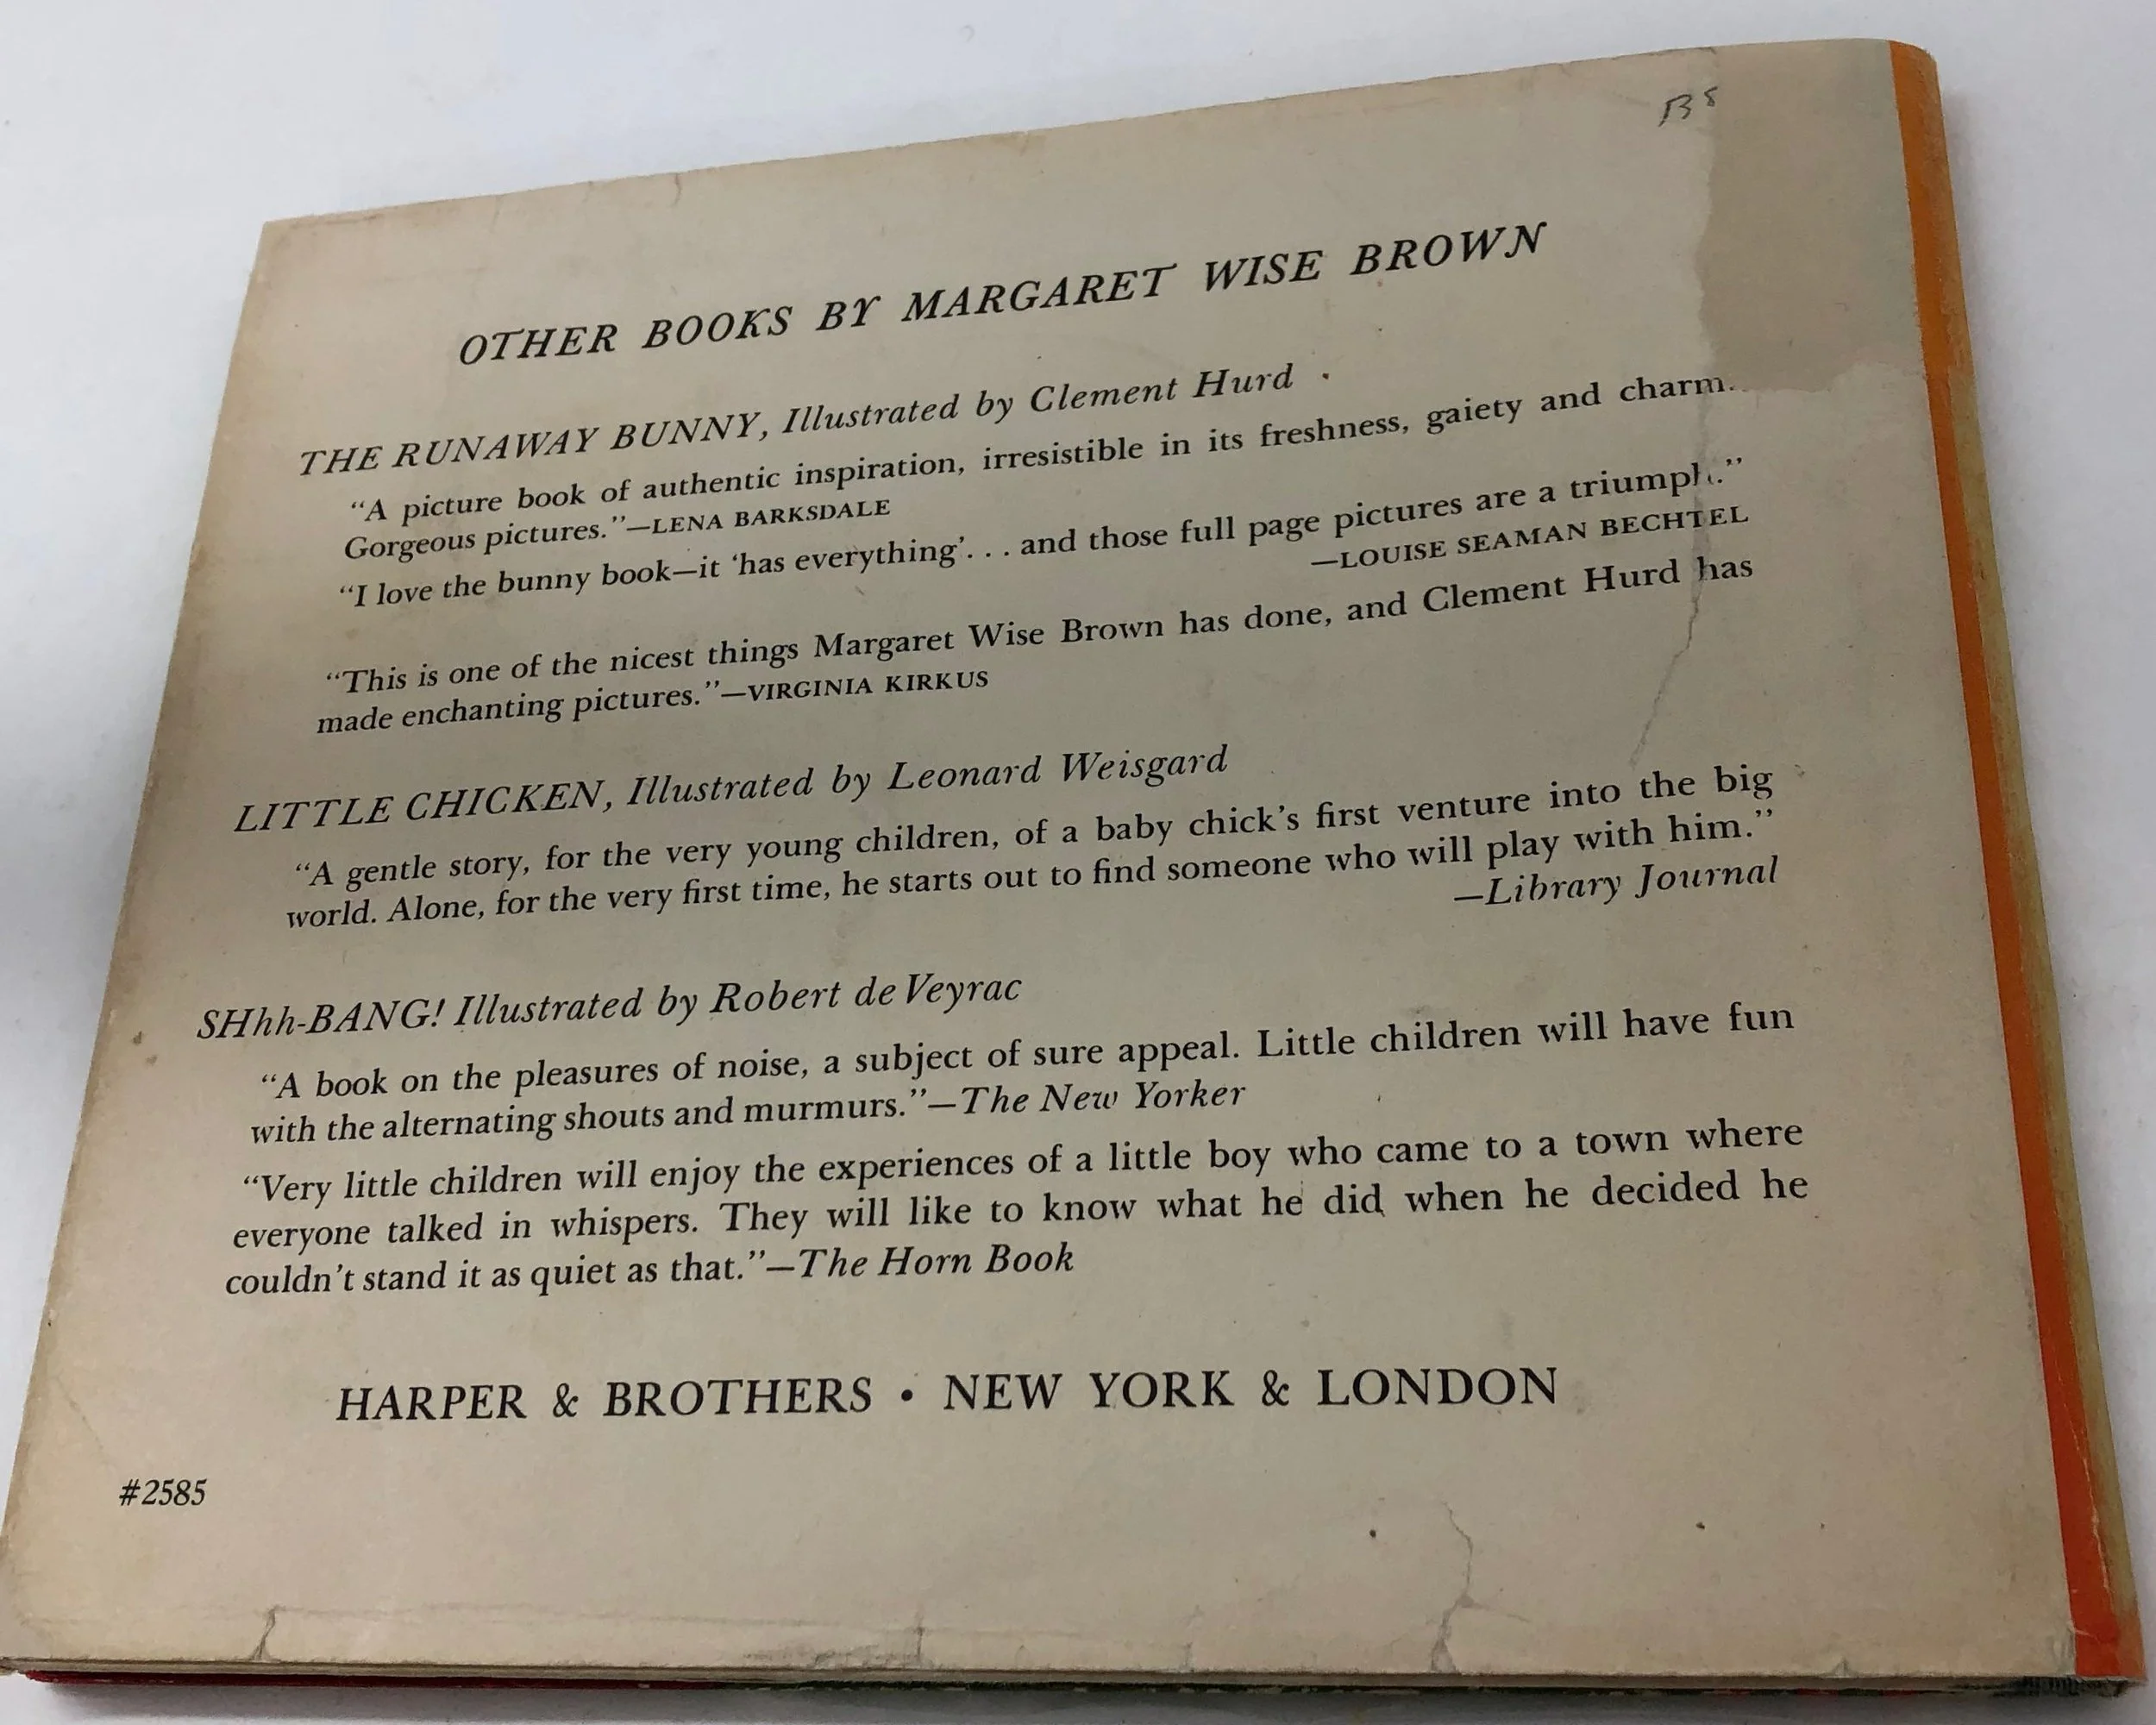 B8
OTHER BOOKS BY MARGARET WISE BROWN
THE RUNAWAY BUNNY, Illustrated by Clement Hurd
“A picture book of authentic inspiration, irresistible in its freshness, gaiety and charm.
Gorgeous pictures.”—LENA BARKSDALE
“I love the bunny book—it ‘has everything’. . . and those full page pictures are a triumph.”
—LOUISE SEAMAN BECHTEL
“This is one of the nicest things Margaret Wise Brown has done, and Clement Hurd has
made enchanting pictures.”—VIRGINIA KIRKUS
LITTLE CHICKEN, Illustrated by Leonard Weisgard
“A gentle story, for the very young children, of a baby chick’s first venture into the big
world. Alone, for the very first time, he starts out to find someone who will play with him.”
—Library Journal
SHhh-BANG! Illustrated by Robert de Veyrac
“A book on the pleasures of noise, a subject of sure appeal. Little children will have fun
with the alternating shouts and murmurs.”—The New Yorker
“Very little children will enjoy the experiences of a little boy who came to a town where
everyone talked in whispers. They will like to know what he did when he decided he
couldn’t stand it as quiet as that.”—The Horn Book
HARPER & BROTHERS • NEW YORK & LONDON
#2585